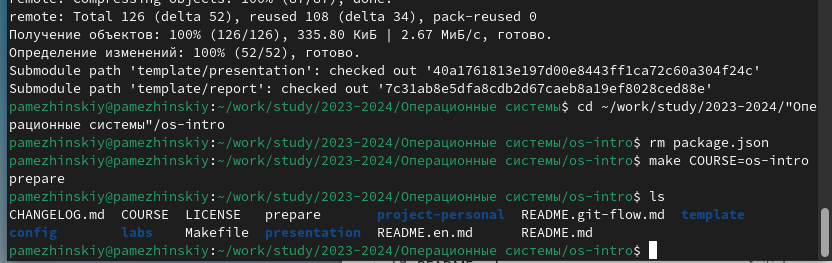 remote: Compressing objects: 100% (87/87), done.
remote: Total 126 (delta 52), reused 108 (delta 34), pack-reused 0
Получение объектов: 100% (126/126), 335.80 КиБ | 2.67 МиБ/с, готово.
Определение изменений: 100% (52/52), готово.
Submodule path 'template/presentation': checked out '40a1761813e197d00e8443ff1ca72c60a304f24c'
Submodule path 'template/report': checked out '7c31ab8e5dfa8cdb2d67caeb8a19ef8028ced88e'
pamezhinskiy@pamezhinskiy:~/work/study/2023-2024/Операционные системы$ cd ~/work/study/2023-2024/"Опе
рационные системы"/os-intro
pamezhinskiy@pamezhinskiy:~/work/study/2023-2024/Операционные системы/os-intro$ rm package.json
pamezhinskiy@pamezhinskiy:~/work/study/2023-2024/Операционные системы/os-intro$ make COURSE=os-intro
prepare
pamezhinskiy@pamezhinskiy:~/work/study/2023-2024/Операционные системы/os-intro$ ls
CHANGELOG.md COURSE LICENSE prepare project-personal README.git-flow.md template
config labs Makefile presentation README.en.md README.md
pamezhinskiy@pamezhinskiy:~/work/study/2023-2024/Операционные системы/os-intro$